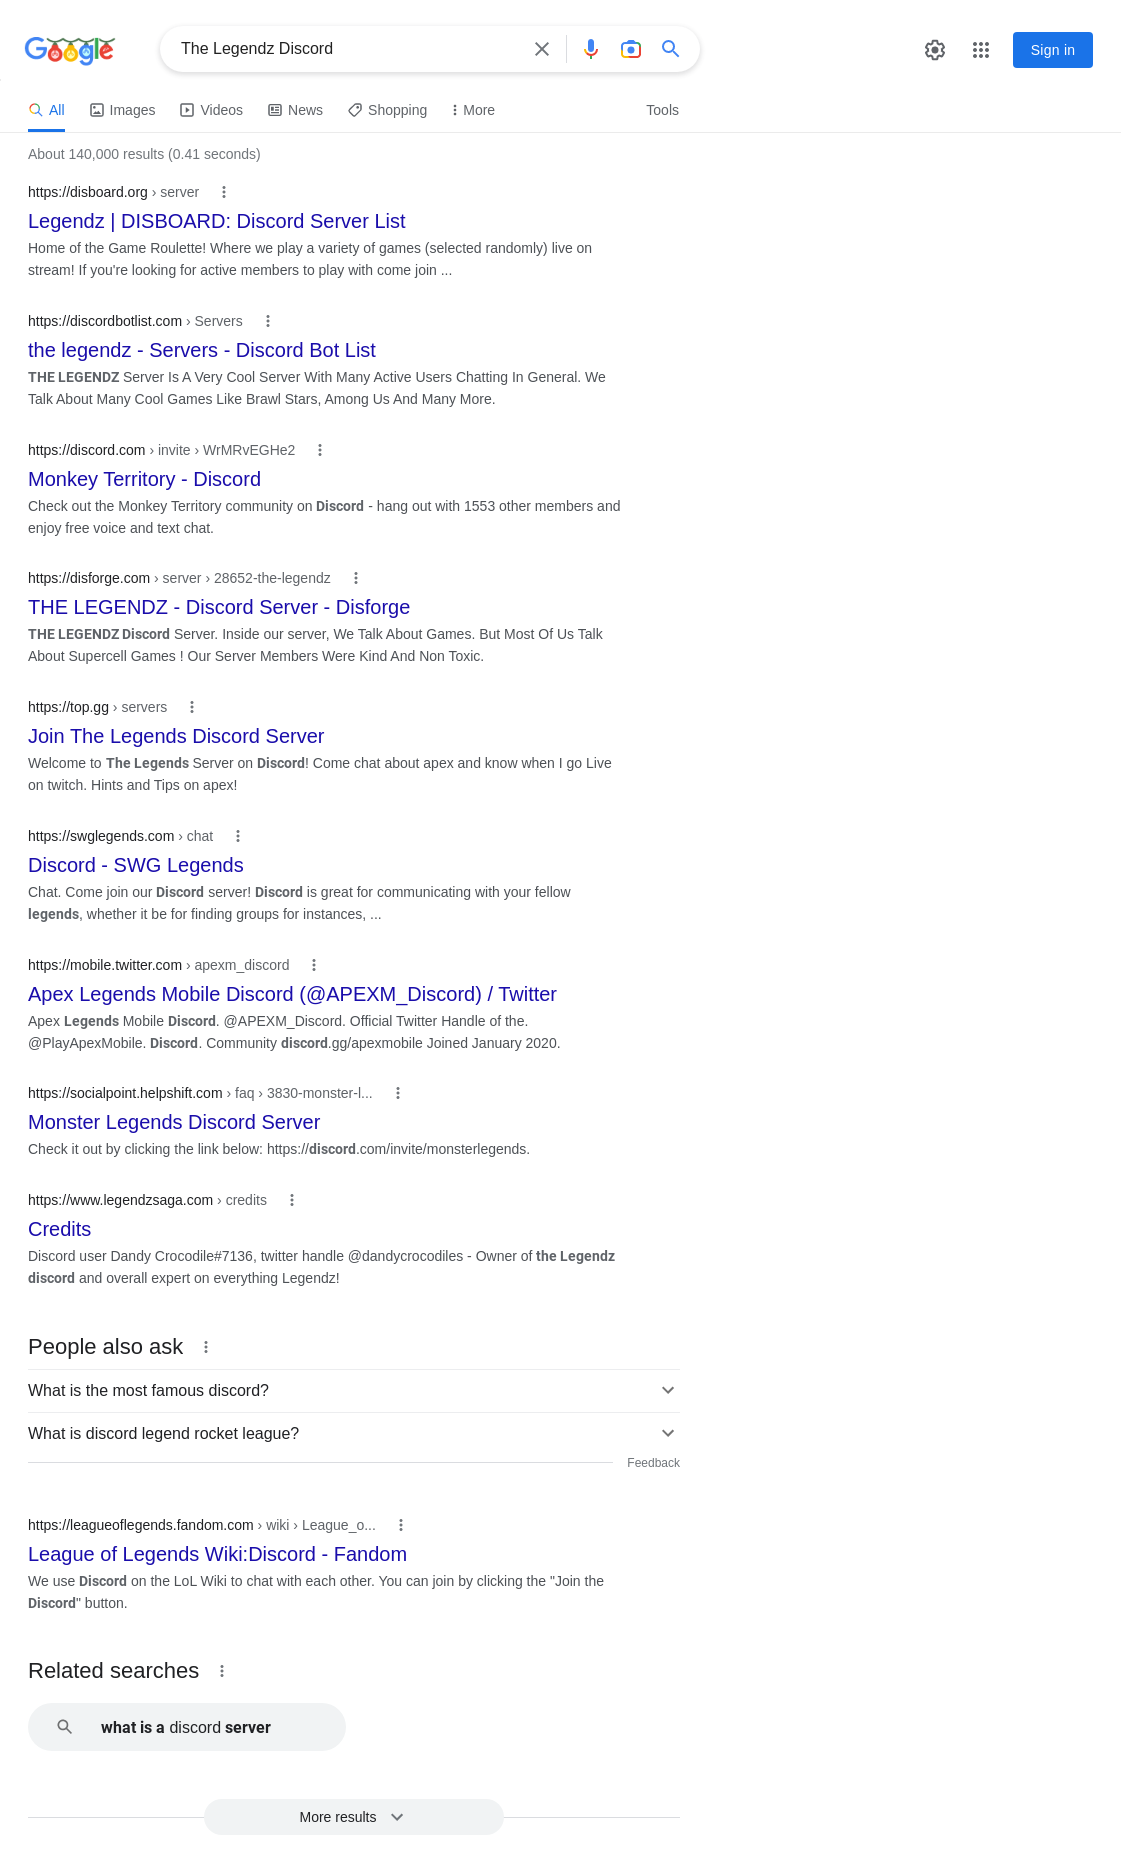 Google
The Legendz Discord
Sign in
All Images Videos News Shopping More Tools
About 140,000 results (0.41 seconds)
https://disboard.org › server
Legendz | DISBOARD: Discord Server List
Home of the Game Roulette! Where we play a variety of games (selected randomly) live on
stream! If you're looking for active members to play with come join ...
https://discordbotlist.com › Servers
the legendz - Servers - Discord Bot List
THE LEGENDZ Server Is A Very Cool Server With Many Active Users Chatting In General. We
Talk About Many Cool Games Like Brawl Stars, Among Us And Many More.
https://discord.com › invite › WrMRvEGHe2
Monkey Territory - Discord
Check out the Monkey Territory community on Discord - hang out with 1553 other members and
enjoy free voice and text chat.
https://disforge.com › server › 28652-the-legendz
THE LEGENDZ - Discord Server - Disforge
THE LEGENDZ Discord Server. Inside our server, We Talk About Games. But Most Of Us Talk
About Supercell Games ! Our Server Members Were Kind And Non Toxic.
https://top.gg › servers
Join The Legends Discord Server
Welcome to The Legends Server on Discord! Come chat about apex and know when I go Live
on twitch. Hints and Tips on apex!
https://swglegends.com › chat
Discord - SWG Legends
Chat. Come join our Discord server! Discord is great for communicating with your fellow
legends, whether it be for finding groups for instances, ...
https://mobile.twitter.com › apexm_discord
Apex Legends Mobile Discord (@APEXM_Discord) / Twitter
Apex Legends Mobile Discord. @APEXM_Discord. Official Twitter Handle of the.
@PlayApexMobile. Discord. Community discord.gg/apexmobile Joined January 2020.
https://socialpoint.helpshift.com › faq › 3830-monster-l...
Monster Legends Discord Server
Check it out by clicking the link below: https://discord.com/invite/monsterlegends.
https://www.legendzsaga.com › credits
Credits
Discord user Dandy Crocodile#7136, twitter handle @dandycrocodiles - Owner of the Legendz
discord and overall expert on everything Legendz!
People also ask
What is the most famous discord?
What is discord legend rocket league?
Feedback
https://leagueoflegends.fandom.com › wiki › League_o...
League of Legends Wiki:Discord - Fandom
We use Discord on the LoL Wiki to chat with each other. You can join by clicking the "Join the
Discord" button.
Related searches
what is a discord server
More results